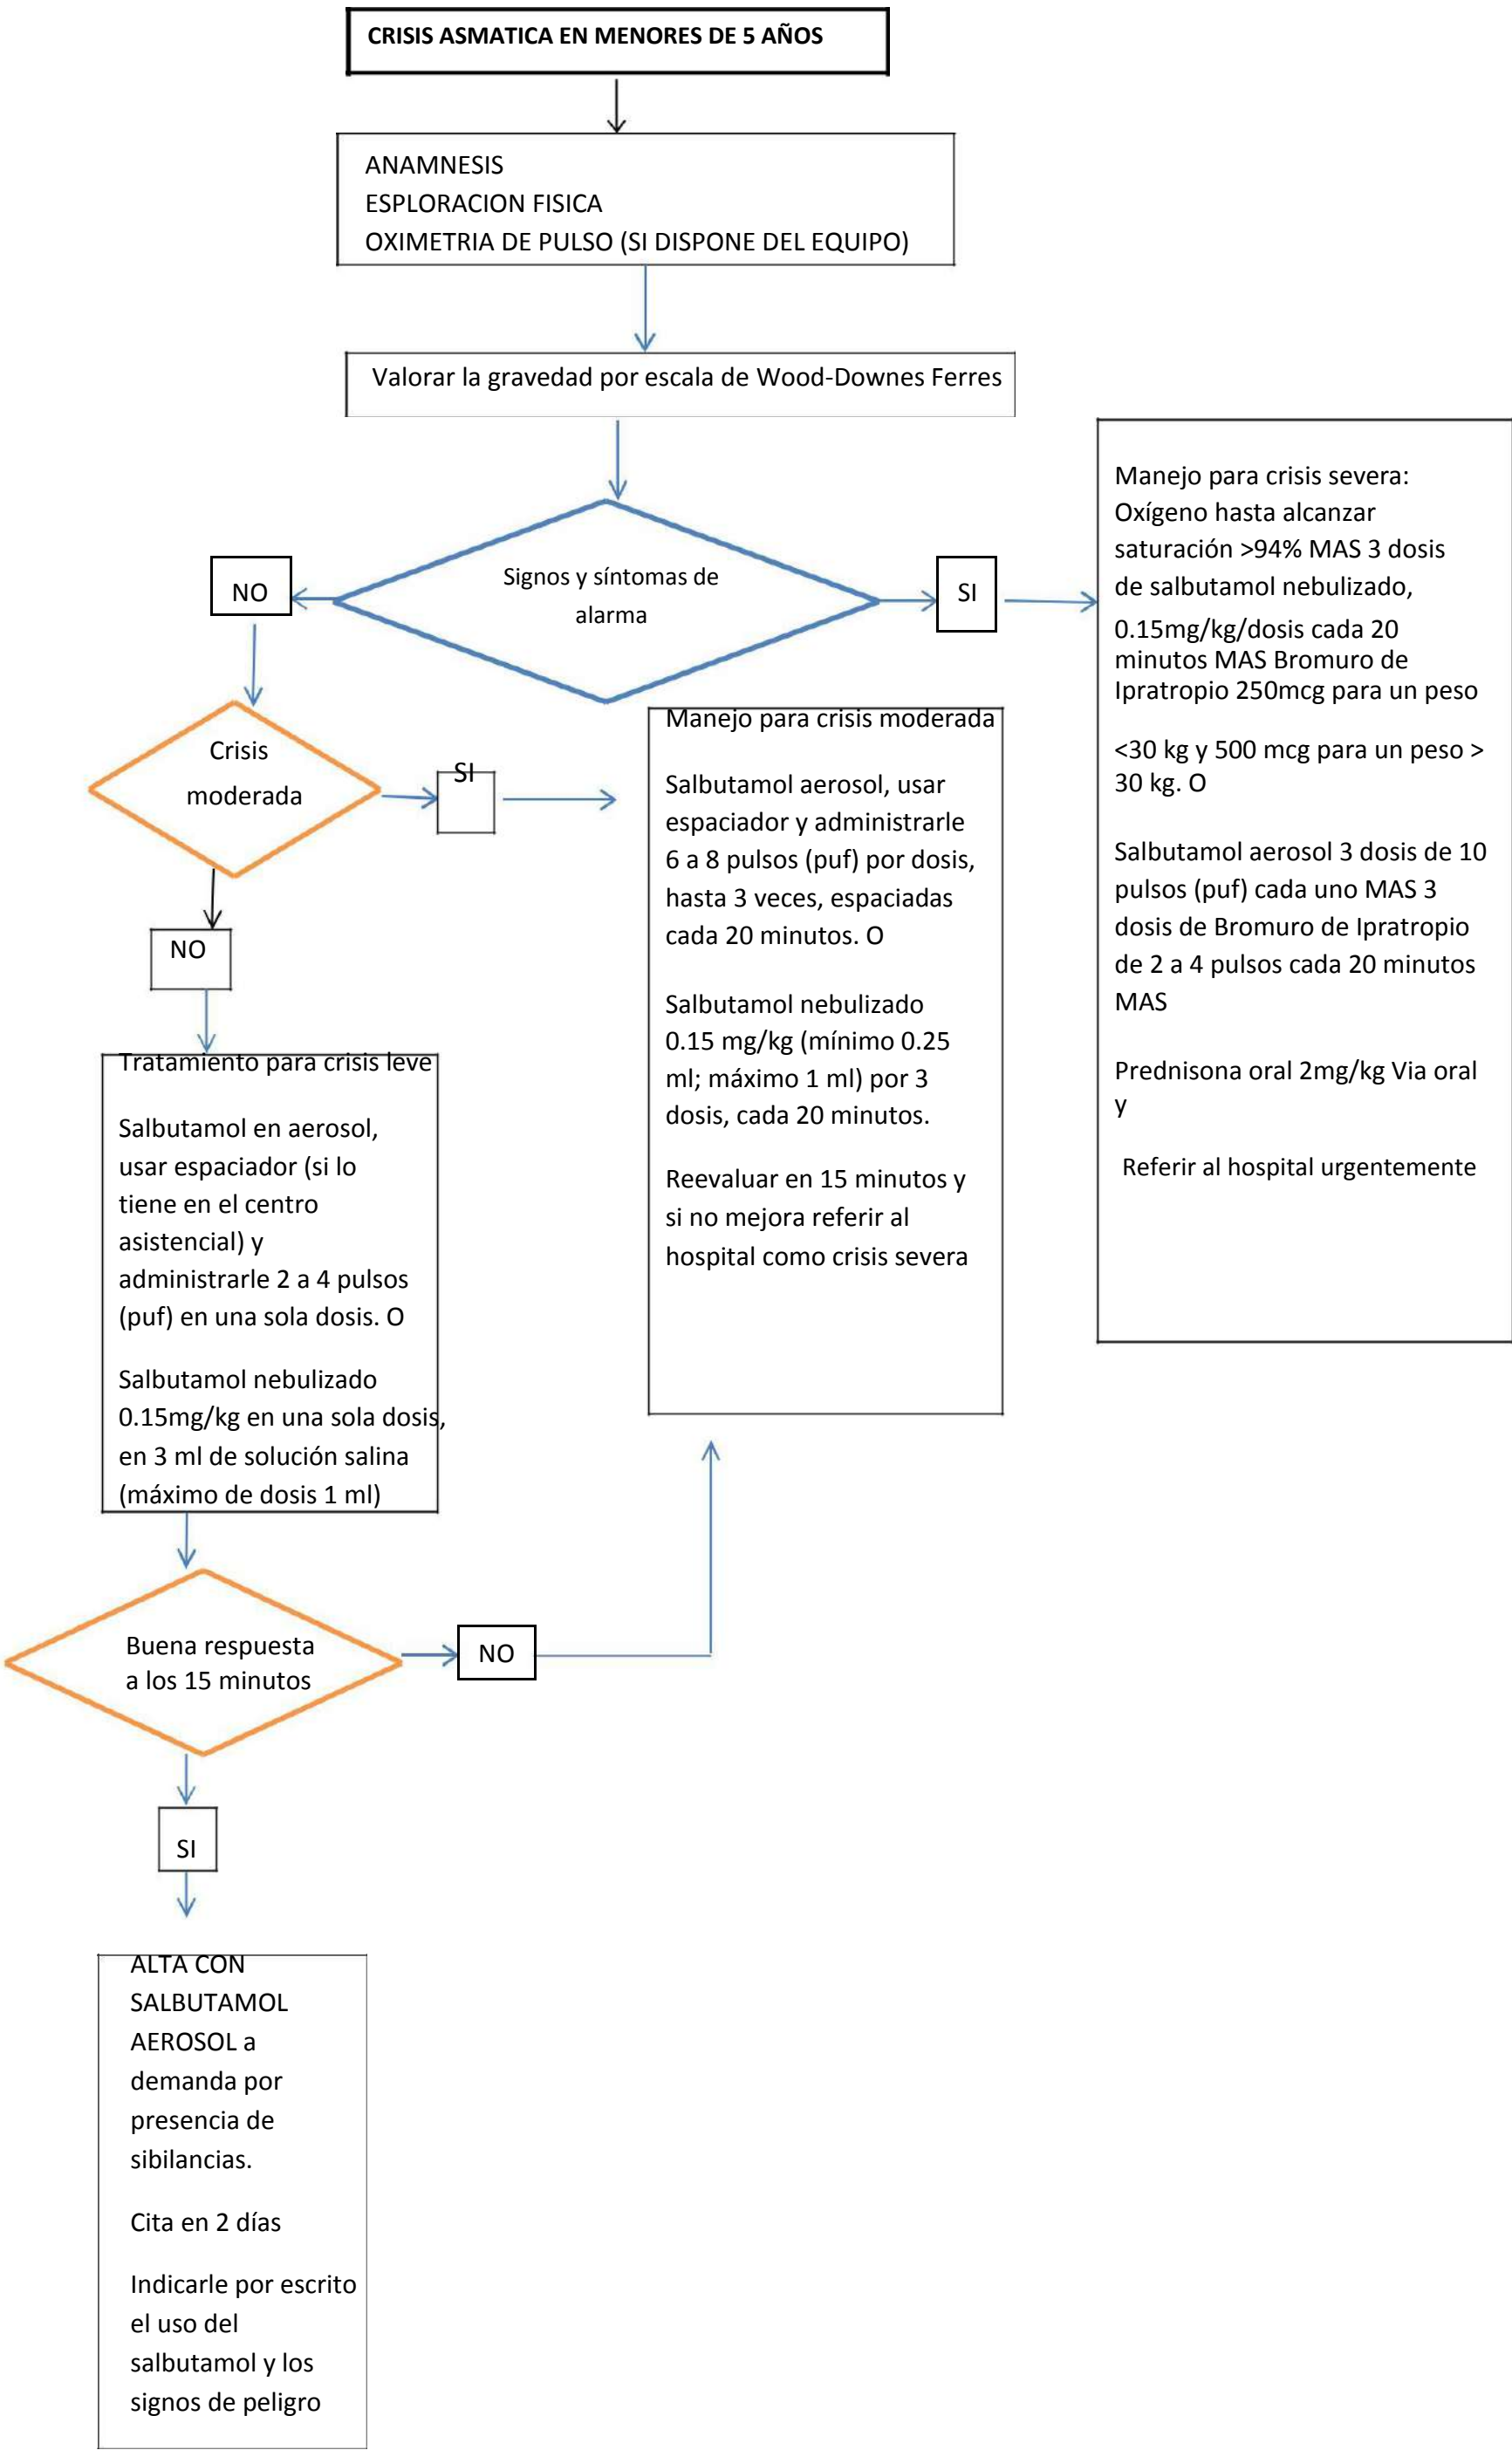 CRISIS ASMATICA EN MENORES DE 5 AÑOS
ANAMNESIS
ESPLORACION FISICA
OXIMETRIA DE PULSO (SI DISPONE DEL EQUIPO)
Valorar la gravedad por escala de Wood-Downes Ferres
Signos y síntomas de
alarma
NO
SI
Manejo para crisis severa:
Oxígeno hasta alcanzar
saturación >94% MAS 3 dosis
de salbutamol nebulizado,
0.15mg/kg/dosis cada 20
minutos MAS Bromuro de
Ipratropio 250mcg para un peso
<30 kg y 500 mcg para un peso >
30 kg. O
Salbutamol aerosol 3 dosis de 10
pulsos (puf) cada uno MAS 3
dosis de Bromuro de Ipratropio
de 2 a 4 pulsos cada 20 minutos
MAS
Prednisona oral 2mg/kg Via oral
y
Referir al hospital urgentemente
Crisis
moderada
SI
Manejo para crisis moderada
Salbutamol aerosol, usar
espaciador y administrarle
6 a 8 pulsos (puf) por dosis,
hasta 3 veces, espaciadas
cada 20 minutos. O
Salbutamol nebulizado
0.15 mg/kg (mínimo 0.25
ml; máximo 1 ml) por 3
dosis, cada 20 minutos.
Reevaluar en 15 minutos y
si no mejora referir al
hospital como crisis severa
NO
Tratamiento para crisis leve
Salbutamol en aerosol,
usar espaciador (si lo
tiene en el centro
asistencial) y
administrarle 2 a 4 pulsos
(puf) en una sola dosis. O
Salbutamol nebulizado
0.15mg/kg en una sola dosis,
en 3 ml de solución salina
(máximo de dosis 1 ml)
Buena respuesta
a los 15 minutos
NO
SI
ALTA CON
SALBUTAMOL
AEROSOL a
demanda por
presencia de
sibilancias.
Cita en 2 días
Indicarle por escrito
el uso del
salbutamol y los
signos de peligro